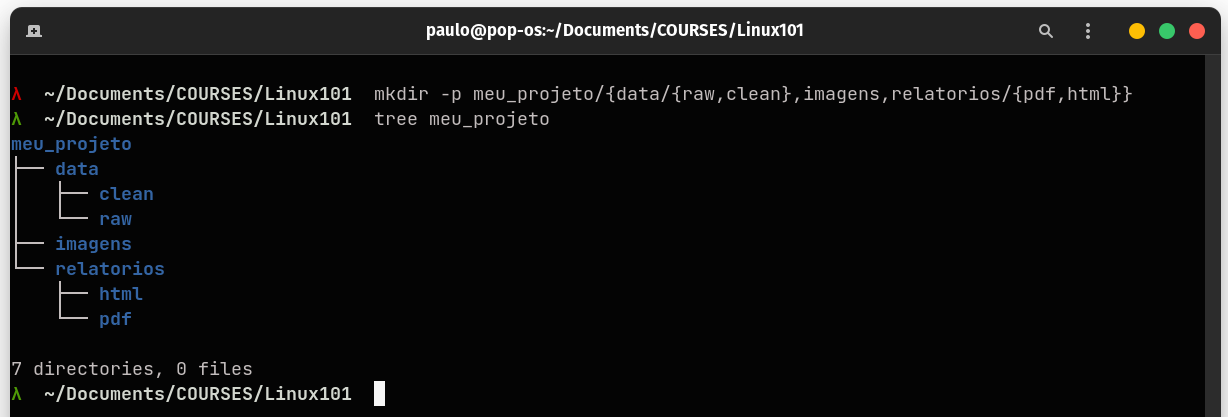 paulo@pop-os:~/Documents/COURSES/Linux101
λ  ~/Documents/COURSES/Linux101  mkdir -p meu_projeto/{data/{raw,clean},imagens,relatorios/{pdf,html}}
λ  ~/Documents/COURSES/Linux101  tree meu_projeto
meu_projeto
├── data
│   ├── clean
│   └── raw
├── imagens
└── relatorios
    ├── html
    └── pdf
7 directories, 0 files
λ  ~/Documents/COURSES/Linux101